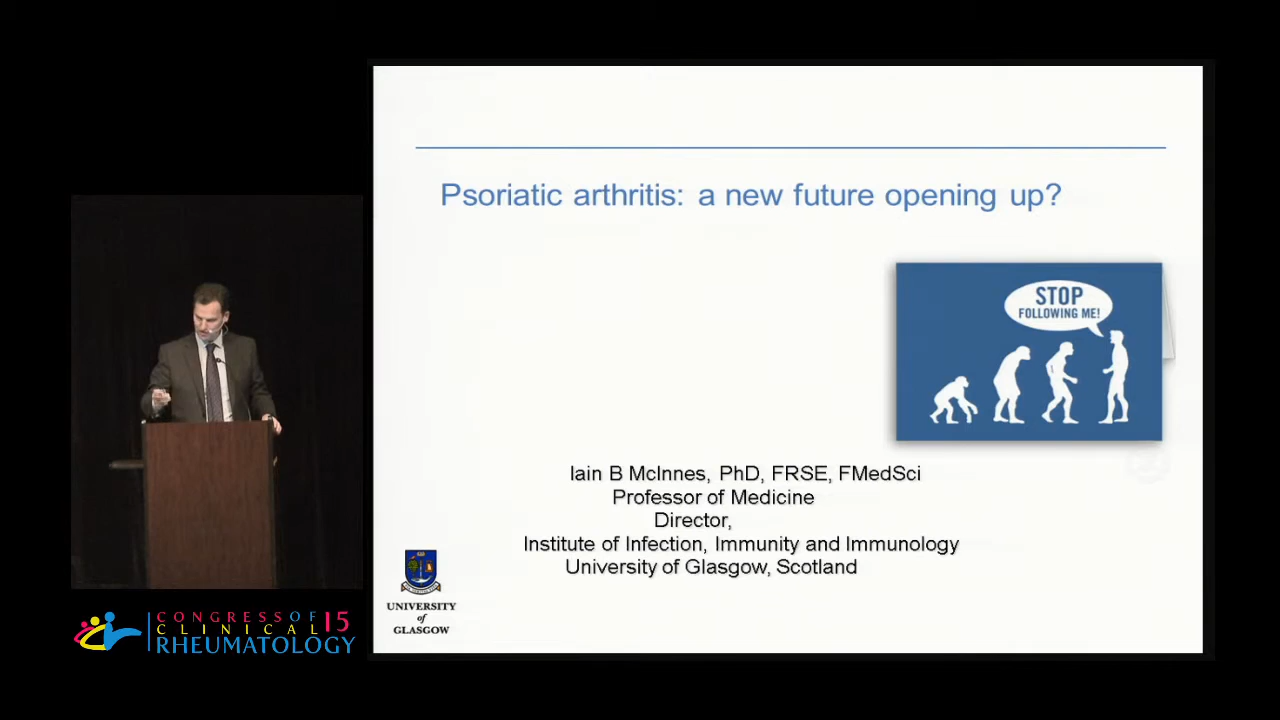 Psoriatic arthritis: a new future opening up?
STOP
FOLLOWING ME!
Iain B McInnes, PhD, FRSE, FMedSci
Professor of Medicine
Director,
Institute of Infection, Immunity and Immunology
University of Glasgow, Scotland
UNIVERSITY
of
GLASGOW
CONGRESS OF
CLINICAL 15
RHEUMATOLOGY